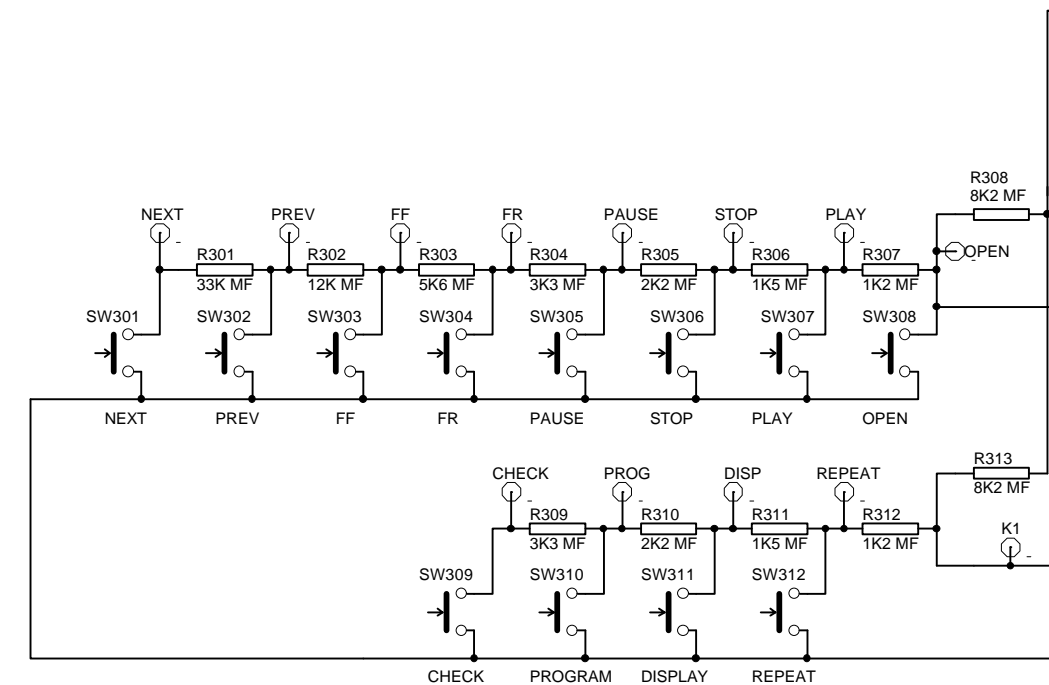 R308
8K2 MF
NEXT PREV FF FR PAUSE STOP PLAY
R301 R302 R303 R304 R305 R306 R307 OPEN
33K MF 12K MF 5K6 MF 3K3 MF 2K2 MF 1K5 MF 1K2 MF
SW301 SW302 SW303 SW304 SW305 SW306 SW307 SW308
NEXT PREV FF FR PAUSE STOP PLAY OPEN
R313
8K2 MF
CHECK PROG DISP REPEAT
R309 R310 R311 R312 K1
3K3 MF 2K2 MF 1K5 MF 1K2 MF
SW309 SW310 SW311 SW312
CHECK PROGRAM DISPLAY REPEAT